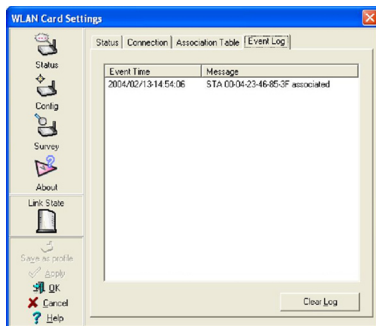 WLAN Card Settings
Status
Connection
Association Table
Event Log
Event Time
Message
2004/02/13-14:54:06
STA 00-04-23-46-85-3F associated
Status
Config
Survey
About
Link State
Save as profile
Apply
OK
Cancel
Help
Clear Log